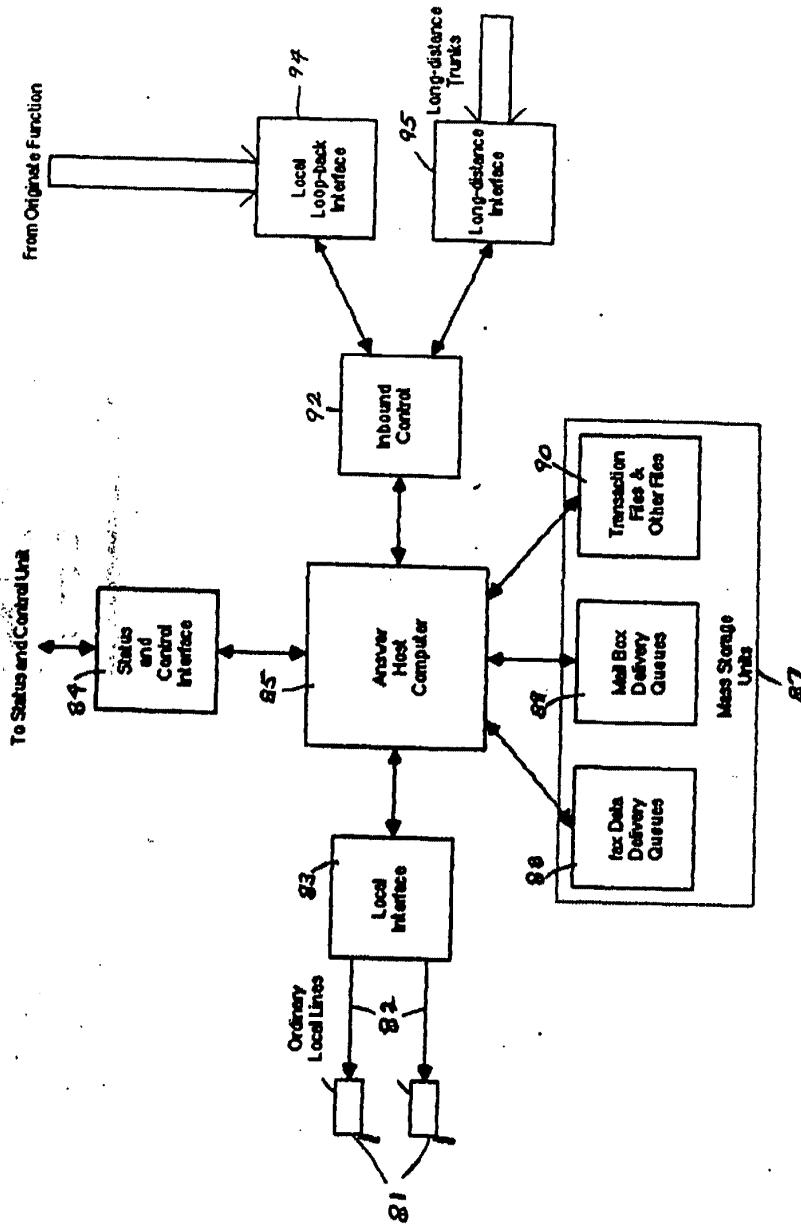 From Originate Function
94
Local
Loop-back
Interface
Long-distance
Trunks
95
Long-distance
Interface
92
Inbound
Control
To Status and Control Unit
84
Status
and
Control
Interface
85
Answer
Host
Computer
90
Transaction
Files &
Other Files
89
Mail Box
Delivery
Queues
88
fax Data
Delivery
Queues
Mass Storage
Units
87
83
Local
Interface
Ordinary
Local Lines
82
81